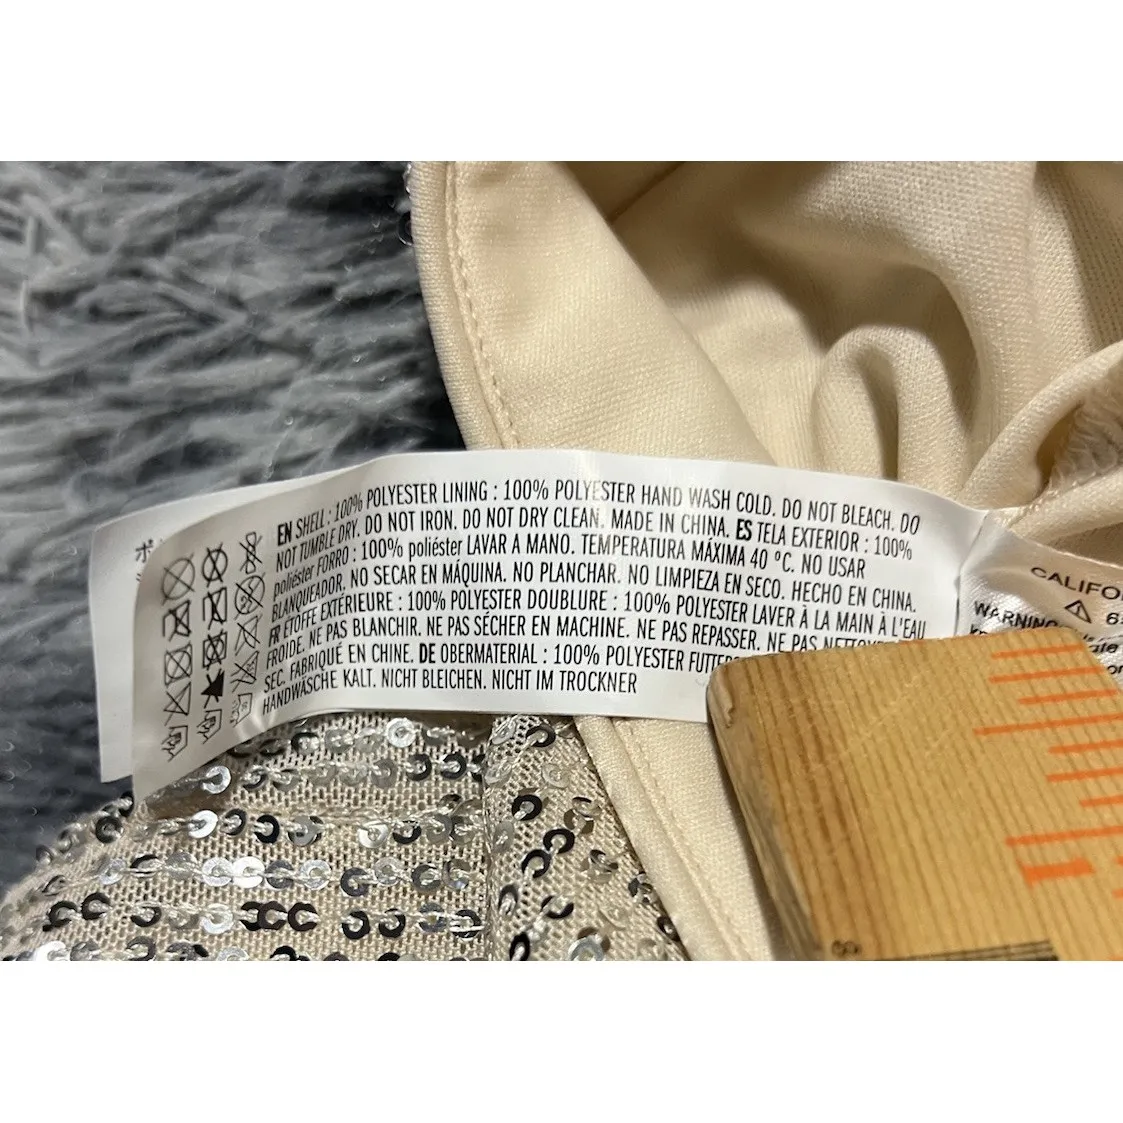 EN SHELL : 100% POLYESTER LINING : 100% POLYESTER HAND WASH COLD. DO NOT BLEACH. DO
NOT TUMBLE DRY. DO NOT IRON. DO NOT DRY CLEAN. MADE IN CHINA. ES TELA EXTERIOR : 100%
poliéster FORRO : 100% poliéster LAVAR A MANO. TEMPERATURA MÁXIMA 40 ºC. NO USAR
BLANQUEADOR. NO SECAR EN MÁQUINA. NO PLANCHAR. NO LIMPIEZA EN SECO. HECHO EN CHINA.
FR ÉTOFFE EXTÉRIEURE : 100% POLYESTER DOUBLURE : 100% POLYESTER LAVER À LA MAIN À L'EAU
FROIDE. NE PAS BLANCHIR. NE PAS SÉCHER EN MACHINE. NE PAS REPASSER. NE PAS
SEC. FABRIQUÉ EN CHINE. DE OBERMATERIAL : 100% POLYESTER
HANDWÄSCHE KALT. NICHT BLEICHEN. NICHT IM TROCKNER
CALIFO
WARNING
1
8